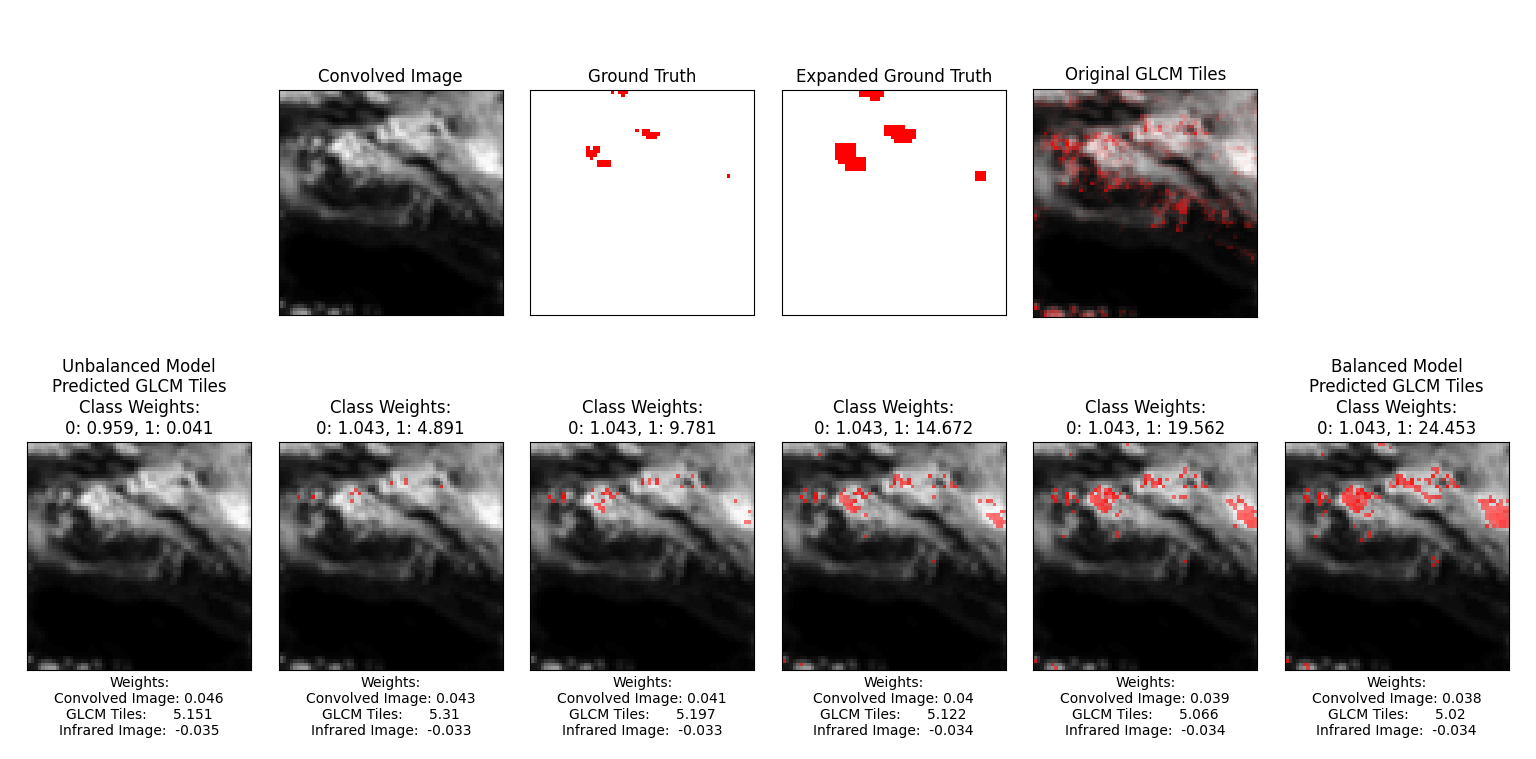 Convolved Image
Ground Truth
Expanded Ground Truth
Original GLCM Tiles
Unbalanced Model
Predicted GLCM Tiles
Class Weights:
0: 0.959, 1: 0.041
Class Weights:
0: 1.043, 1: 4.891
Class Weights:
0: 1.043, 1: 9.781
Class Weights:
0: 1.043, 1: 14.672
Class Weights:
0: 1.043, 1: 19.562
Balanced Model
Predicted GLCM Tiles
Class Weights:
0: 1.043, 1: 24.453
Weights:
Convolved Image: 0.046
GLCM Tiles: 5.151
Infrared Image: -0.035
Weights:
Convolved Image: 0.043
GLCM Tiles: 5.31
Infrared Image: -0.033
Weights:
Convolved Image: 0.041
GLCM Tiles: 5.197
Infrared Image: -0.033
Weights:
Convolved Image: 0.04
GLCM Tiles: 5.122
Infrared Image: -0.034
Weights:
Convolved Image: 0.039
GLCM Tiles: 5.066
Infrared Image: -0.034
Weights:
Convolved Image: 0.038
GLCM Tiles: 5.02
Infrared Image: -0.034